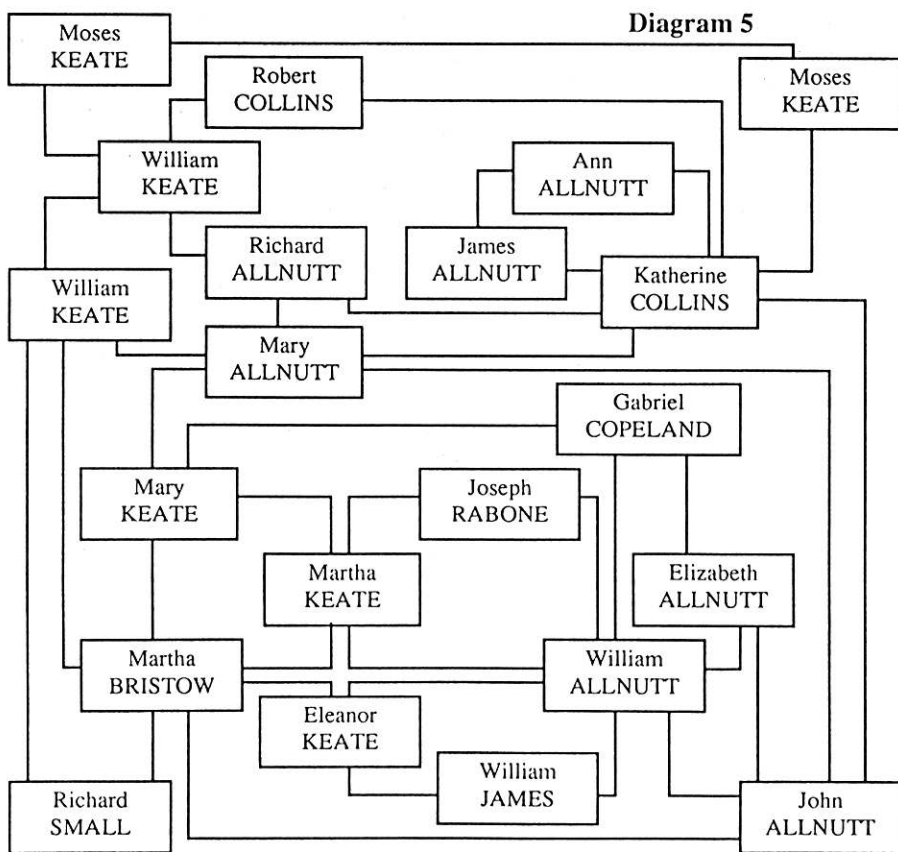 Diagram 5
Moses
KEATE
Robert
COLLINS
Moses
KEATE
William
KEATE
Ann
ALLNUTT
Richard
ALLNUTT
James
ALLNUTT
Katherine
COLLINS
William
KEATE
Mary
ALLNUTT
Gabriel
COPELAND
Mary
KEATE
Joseph
RABONE
Martha
KEATE
Elizabeth
ALLNUTT
Martha
BRISTOW
William
ALLNUTT
Eleanor
KEATE
William
JAMES
Richard
SMALL
John
ALLNUTT